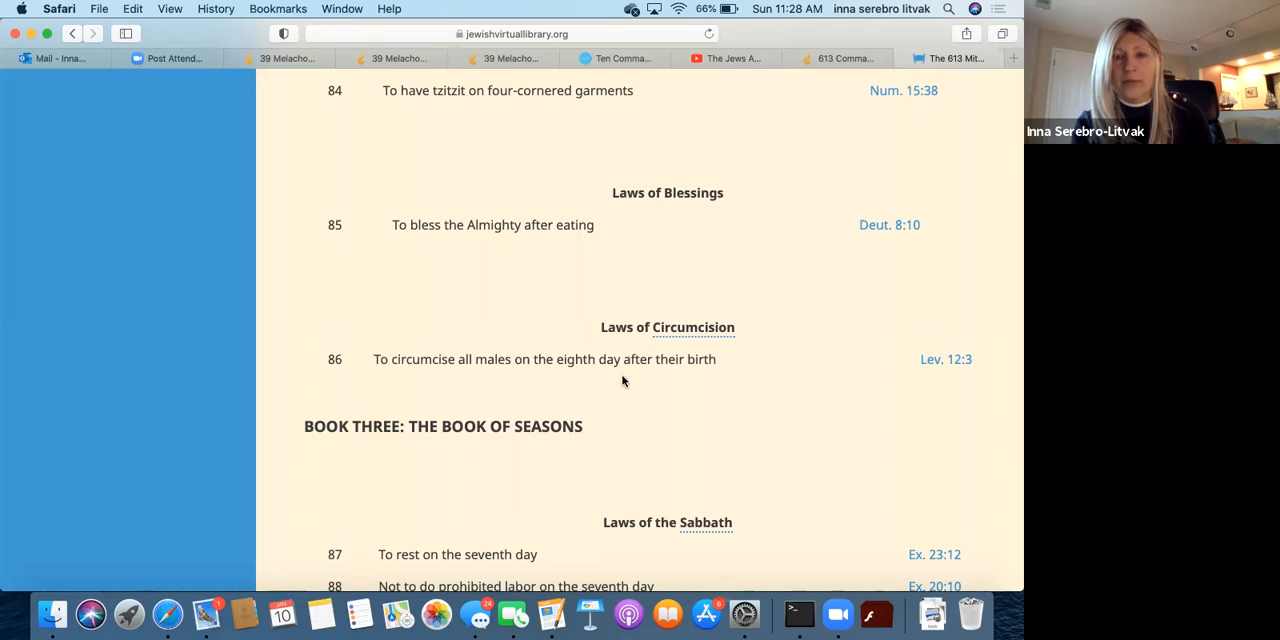 Safari File Edit View History Bookmarks Window Help 66% Sun 11:28 AM inna serebro litvak
jewishvirtuallibrary.org
Mail - Inna... Post Attend... 39 Melacho... 39 Melacho... 39 Melacho... Ten Comma... The Jews A... 613 Comma... The 613 Mit...
84 To have tzitzit on four-cornered garments Num. 15:38
Inna Serebro-Litvak
Laws of Blessings
85 To bless the Almighty after eating Deut. 8:10
Laws of Circumcision
86 To circumcise all males on the eighth day after their birth Lev. 12:3
BOOK THREE: THE BOOK OF SEASONS
Laws of the Sabbath
87 To rest on the seventh day Ex. 23:12
88 Not to do prohibited labor on the seventh day Ex. 20:10
1 JAN 10 24 6